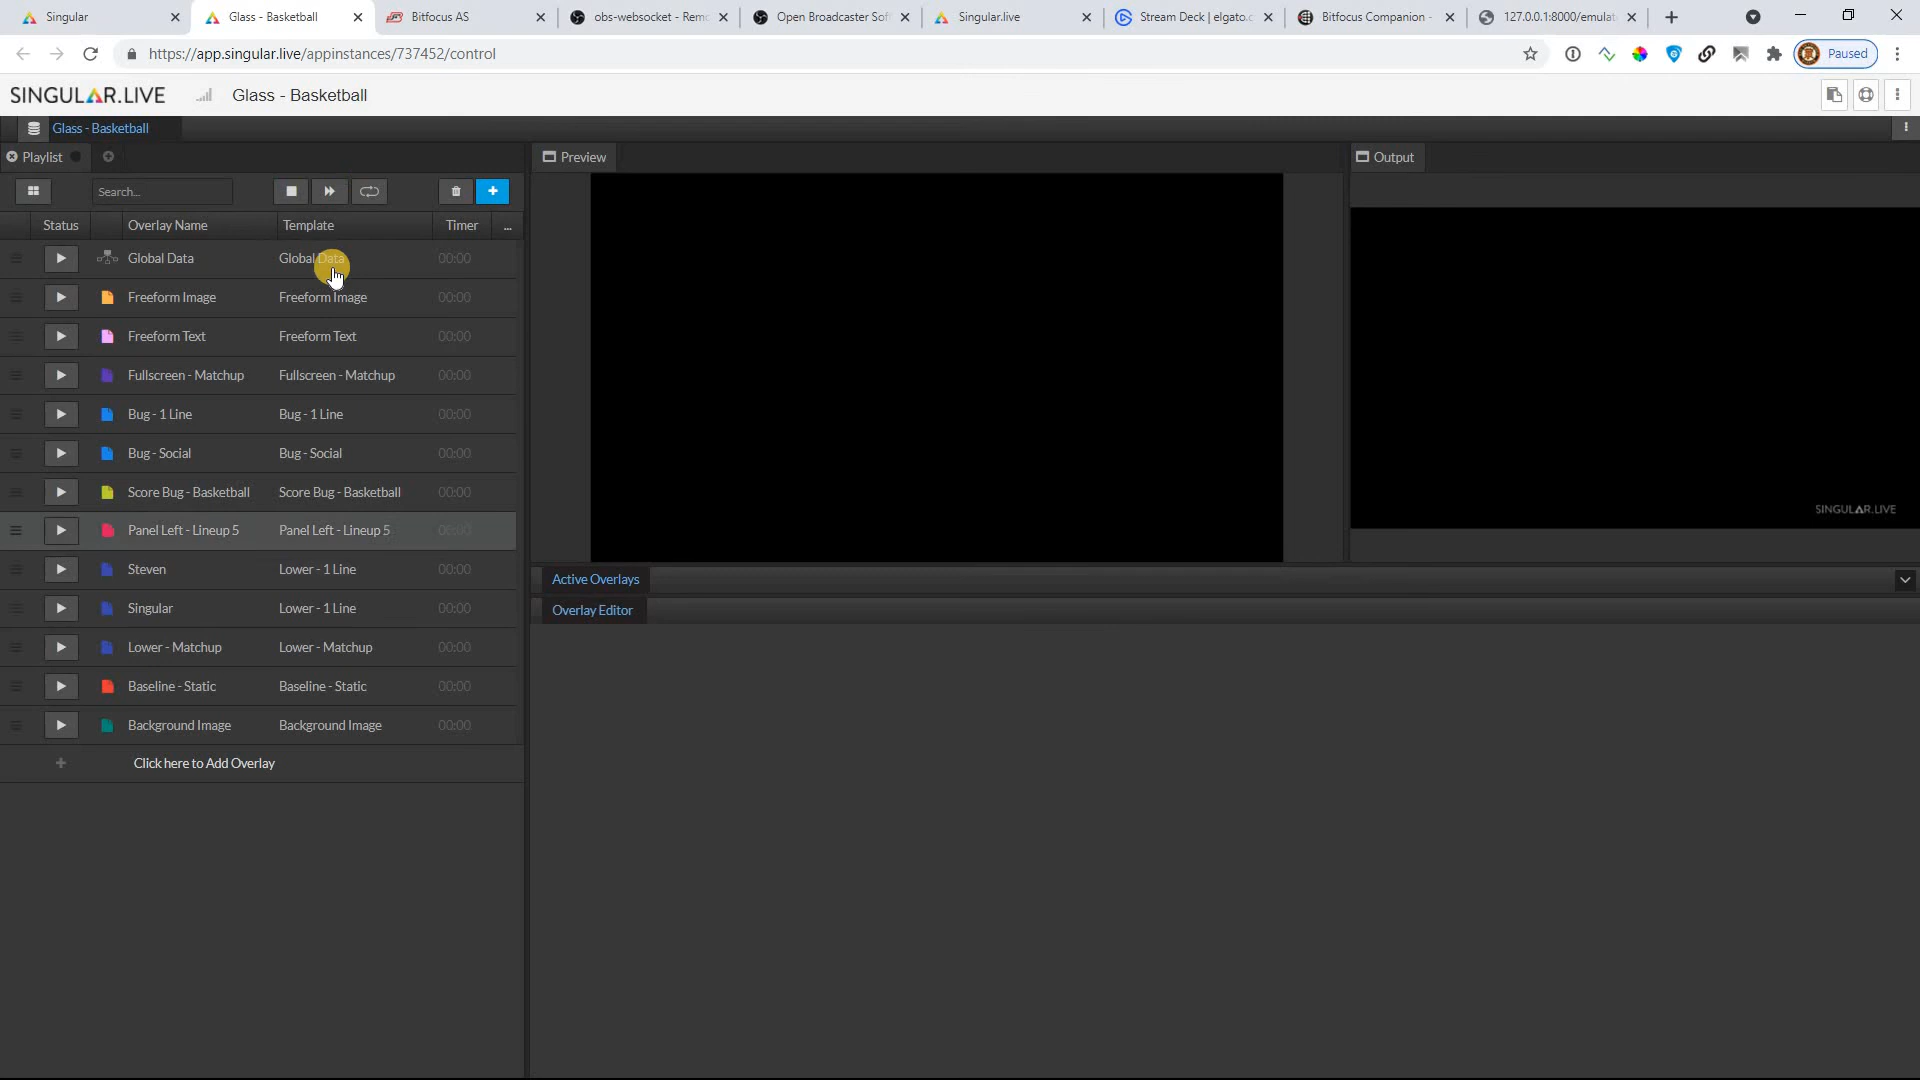 Singular
Glass - Basketball
Bitfocus AS
obs-websocket - Rem
Open Broadcaster Sof
Singular.live
Stream Deck | elgato.c
Bitfocus Companion -
127.0.0.1:8000/emulat
https://app.singular.live/appinstances/737452/control
Paused
SINGULAR.LIVE
Glass - Basketball
Glass - Basketball
Playlist
Preview
Output
Search...
Status Overlay Name Template Timer ...
Global Data Global Data 00:00
Freeform Image Freeform Image 00:00
Freeform Text Freeform Text 00:00
Fullscreen - Matchup Fullscreen - Matchup 00:00
Bug - 1 Line Bug - 1 Line 00:00
Bug - Social Bug - Social 00:00
Score Bug - Basketball Score Bug - Basketball 00:00
Panel Left - Lineup 5 Panel Left - Lineup 5 00:00
Steven Lower - 1 Line 00:00
Singular Lower - 1 Line 00:00
Lower - Matchup Lower - Matchup 00:00
Baseline - Static Baseline - Static 00:00
Background Image Background Image 00:00
Click here to Add Overlay
SINGULAR.LIVE
Active Overlays
Overlay Editor